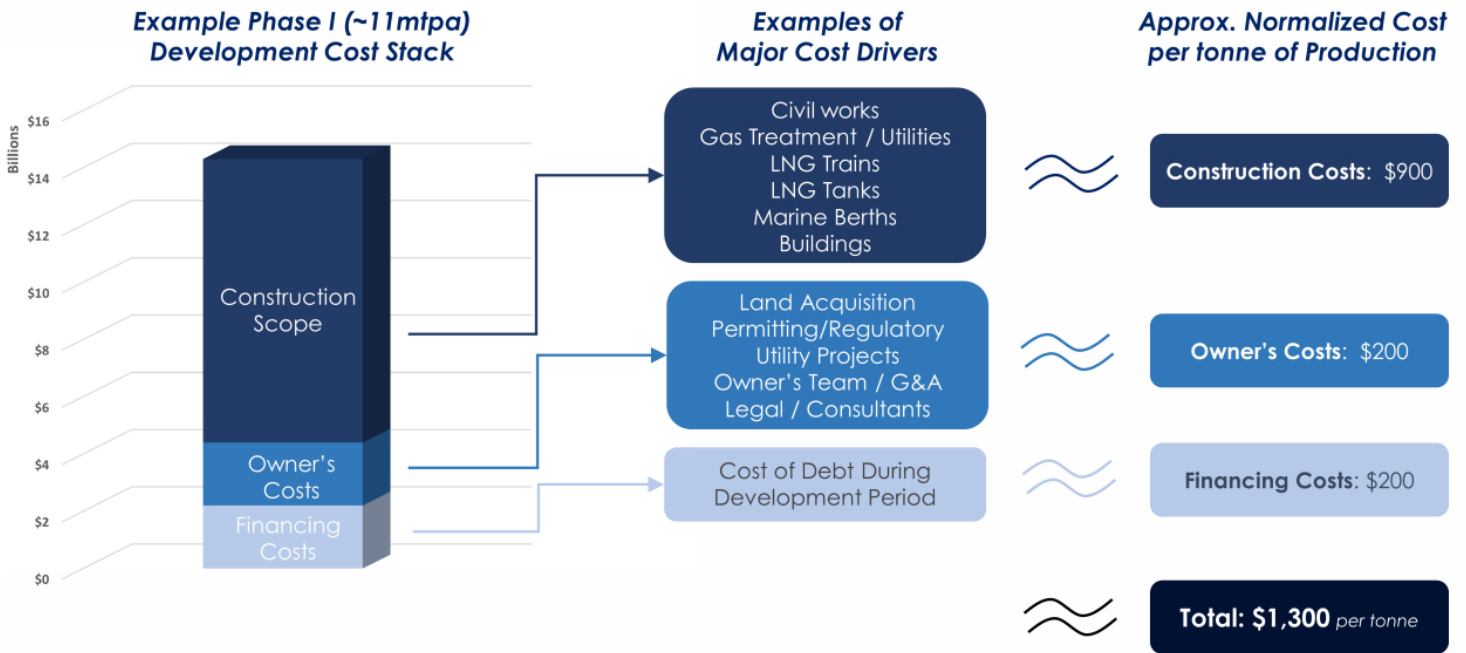 Example Phase I (~11mtpa)
Development Cost Stack
Billions
$16
$14
$12
$10
$8
$6
$4
$2
$0
Construction
Scope
Owner's
Costs
Financing
Costs
Examples of
Major Cost Drivers
Civil works
Gas Treatment / Utilities
LNG Trains
LNG Tanks
Marine Berths
Buildings
Land Acquisition
Permitting/Regulatory
Utility Projects
Owner's Team / G&A
Legal / Consultants
Cost of Debt During
Development Period
Approx. Normalized Cost
per tonne of Production
Construction Costs: $900
Owner's Costs: $200
Financing Costs: $200
Total: $1,300 per tonne